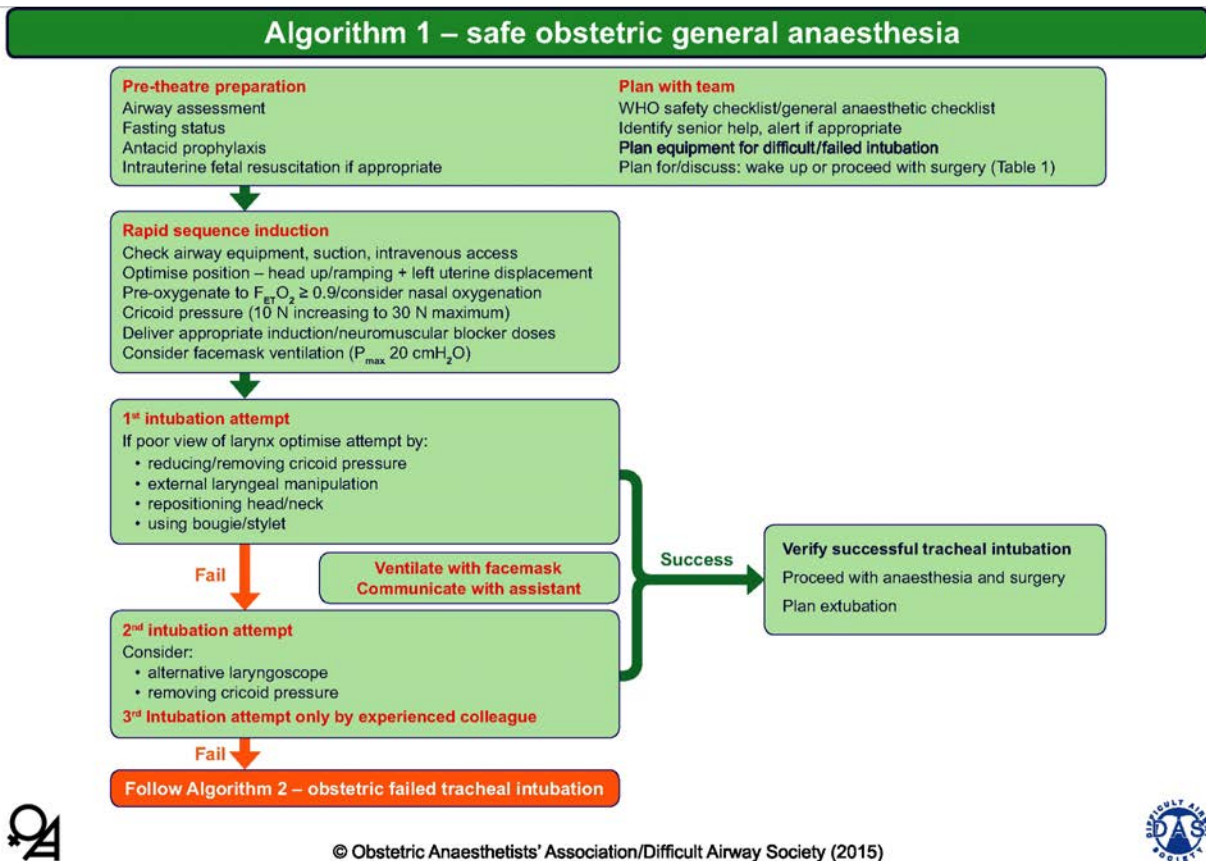 Algorithm 1 – safe obstetric general anaesthesia
Pre-theatre preparation
Airway assessment
Fasting status
Antacid prophylaxis
Intrauterine fetal resuscitation if appropriate
Plan with team
WHO safety checklist/general anaesthetic checklist
Identify senior help, alert if appropriate
Plan equipment for difficult/failed intubation
Plan for/discuss: wake up or proceed with surgery (Table 1)
Rapid sequence induction
Check airway equipment, suction, intravenous access
Optimise position – head up/ramping + left uterine displacement
Pre-oxygenate to FETO2 ≥ 0.9/consider nasal oxygenation
Cricoid pressure (10 N increasing to 30 N maximum)
Deliver appropriate induction/neuromuscular blocker doses
Consider facemask ventilation (Pmax 20 cmH2O)
1st intubation attempt
If poor view of larynx optimise attempt by:
• reducing/removing cricoid pressure
• external laryngeal manipulation
• repositioning head/neck
• using bougie/stylet
Fail
Ventilate with facemask
Communicate with assistant
Success
Verify successful tracheal intubation
Proceed with anaesthesia and surgery
Plan extubation
2nd intubation attempt
Consider:
• alternative laryngoscope
• removing cricoid pressure
3rd Intubation attempt only by experienced colleague
Fail
Follow Algorithm 2 – obstetric failed tracheal intubation
© Obstetric Anaesthetists' Association/Difficult Airway Society (2015)
DIFFICULT AIRWAY
DAS
SOCIETY